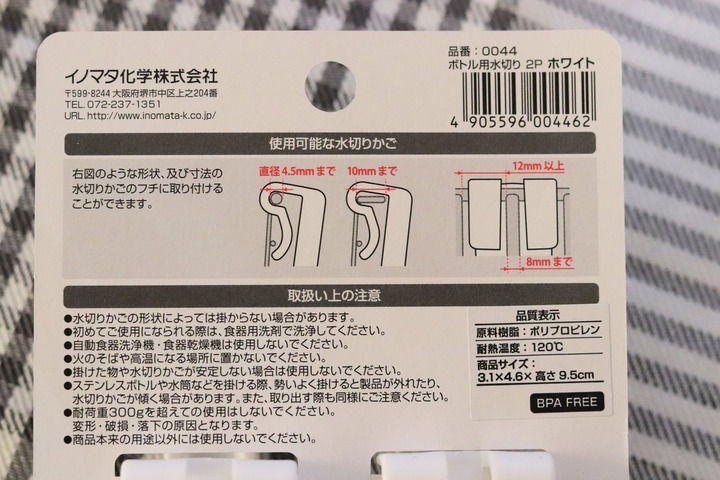 イノマタ化学株式会社
〒599-8244 大阪府堺市中区上之204番
TEL. 072-237-1351
URL. http://www.inomata-k.co.jp/
品番：0044
ボトル用水切り 2P ホワイト
4 905596 004462
使用可能な水切りかご
右図のような形状、及び寸法の
水切りかごのフチに取り付ける
ことができます。
直径4.5mmまで
10mmまで
12mm以上
8mmまで
取扱い上の注意
●水切りかごの形状によっては掛からない場合があります。
●初めてご使用になられる際は、食器用洗剤で洗浄してください。
●自動食器洗浄機・食器乾燥機は使用しないでください。
●火のそばや高温になる場所に置かないでください。
●掛けた物や水切りかごが安定しない場合は使用しないでください。
●ステンレスボトルや水筒などを掛ける際、勢いよく掛けると製品が外れたり、
水切りかごが傾く場合があります。また、取り出す際も同様にご注意ください。
●耐荷重300gを超えての使用はしないでください。
変形・破損・落下の原因となります。
●商品本来の用途以外には使用しないでください。
品質表示
原料樹脂：ポリプロピレン
耐熱温度：120℃
商品サイズ：
3.1×4.6× 高さ 9.5cm
BPA FREE